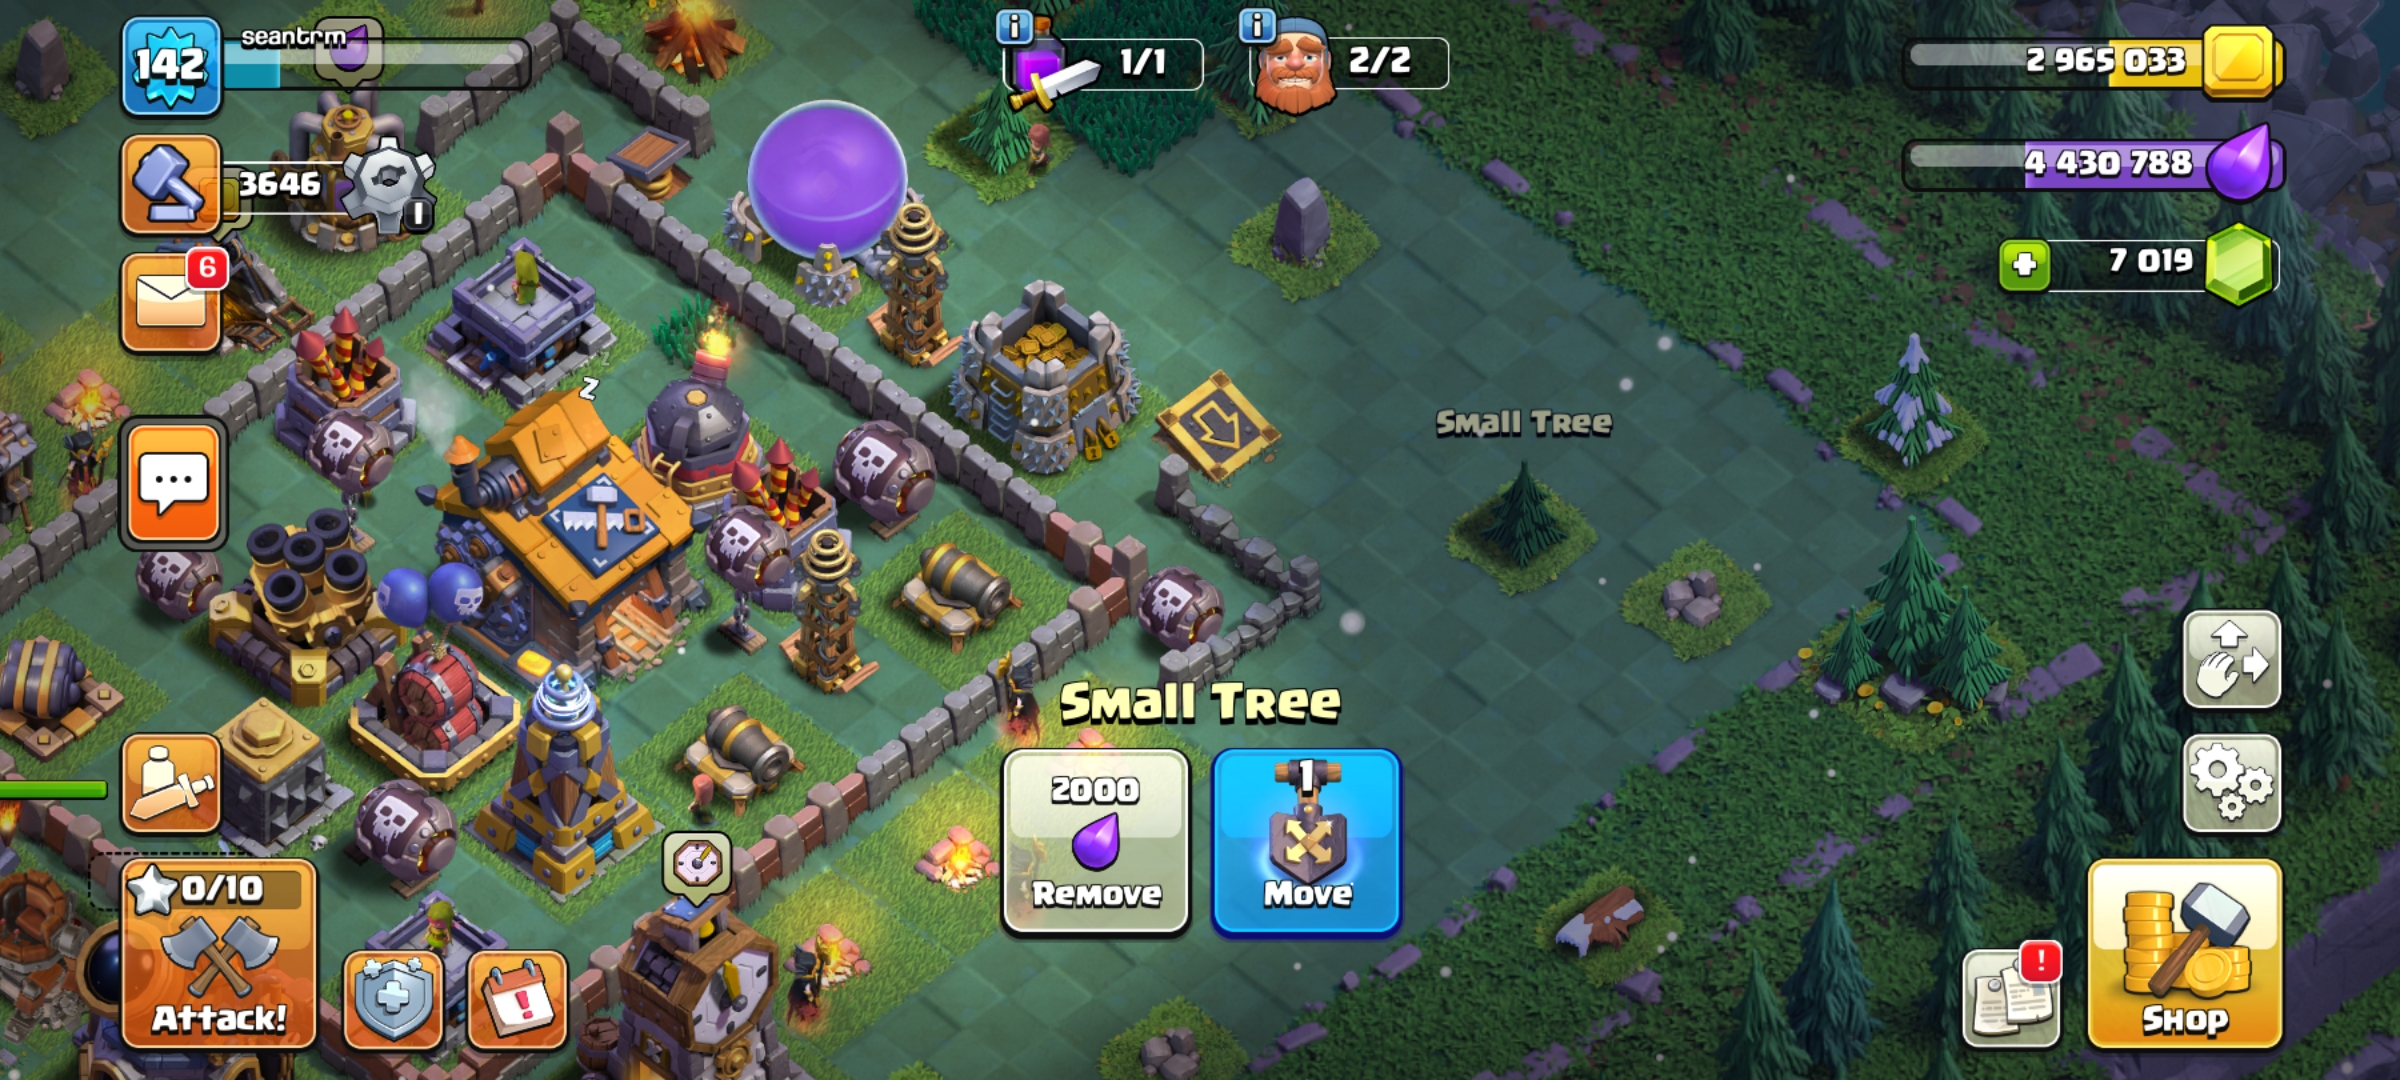 142
seantrm
1/1
2/2
2 965 033
3646
I
4 430 788
6
7 019
z
Small Tree
Small Tree
2000
Remove
1
Move
0/10
Attack!
Shop